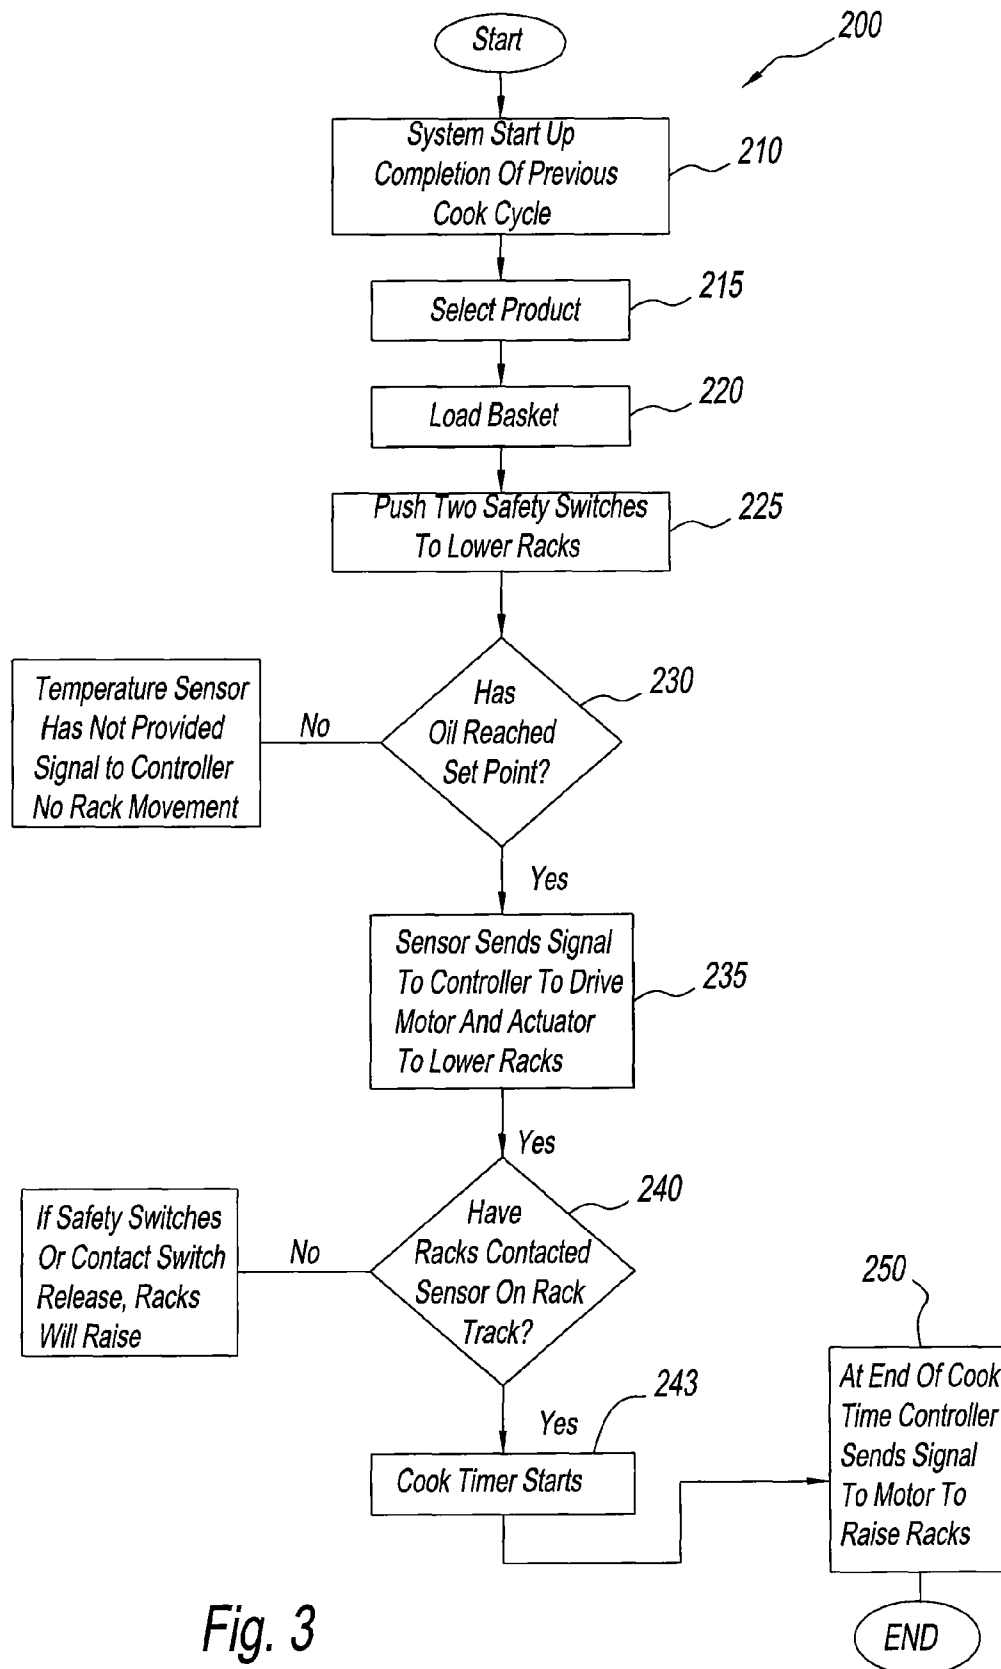 Start
200
System Start Up
Completion Of Previous
Cook Cycle
210
Select Product
215
Load Basket
220
Push Two Safety Switches
To Lower Racks
225
Has
Oil Reached
Set Point?
230
No
Temperature Sensor
Has Not Provided
Signal to Controller
No Rack Movement
Yes
Sensor Sends Signal
To Controller To Drive
Motor And Actuator
To Lower Racks
235
Yes
Have
Racks Contacted
Sensor On Rack
Track?
240
No
If Safety Switches
Or Contact Switch
Release, Racks
Will Raise
Yes
Cook Timer Starts
243
250
At End Of Cook
Time Controller
Sends Signal
To Motor To
Raise Racks
END
Fig. 3